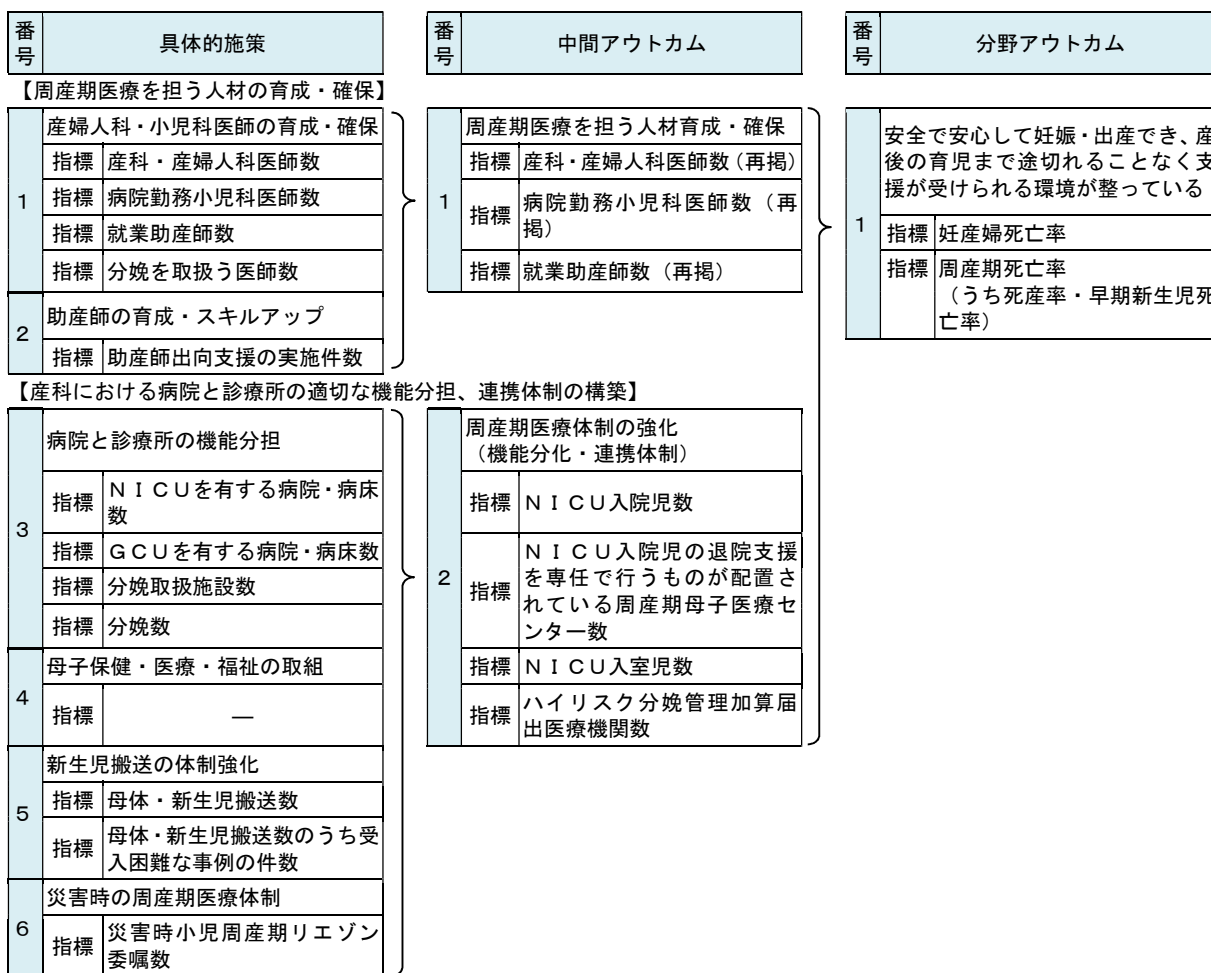 番号 具体的施策
番号 中間アウトカム
番号 分野アウトカム
【周産期医療を担う人材の育成・確保】
1
産婦人科・小児科医師の育成・確保
指標 産科・産婦人科医師数
指標 病院勤務小児科医師数
指標 就業助産師数
指標 分娩を取扱う医師数
2
助産師の育成・スキルアップ
指標 助産師出向支援の実施件数
1
周産期医療を担う人材育成・確保
指標 産科・産婦人科医師数（再掲）
指標 病院勤務小児科医師数（再
掲）
指標 就業助産師数（再掲）
1
安全で安心して妊娠・出産でき、産
後の育児まで途切れることなく支
援が受けられる環境が整っている
指標 妊産婦死亡率
指標 周産期死亡率
（うち死産率・早期新生児死
亡率）
【産科における病院と診療所の適切な機能分担、連携体制の構築】
3
病院と診療所の機能分担
指標 ＮＩＣＵを有する病院・病床
数
指標 ＧＣＵを有する病院・病床数
指標 分娩取扱施設数
指標 分娩数
4
母子保健・医療・福祉の取組
指標 ―
5
新生児搬送の体制強化
指標 母体・新生児搬送数
指標 母体・新生児搬送数のうち受
入困難な事例の件数
6
災害時の周産期医療体制
指標 災害時小児周産期リエゾン
委嘱数
2
周産期医療体制の強化
（機能分化・連携体制）
指標 ＮＩＣＵ入院児数
指標 ＮＩＣＵ入院児の退院支援
を専任で行うものが配置さ
れている周産期母子医療セ
ンター数
指標 ＮＩＣＵ入室児数
指標 ハイリスク分娩管理加算届
出医療機関数